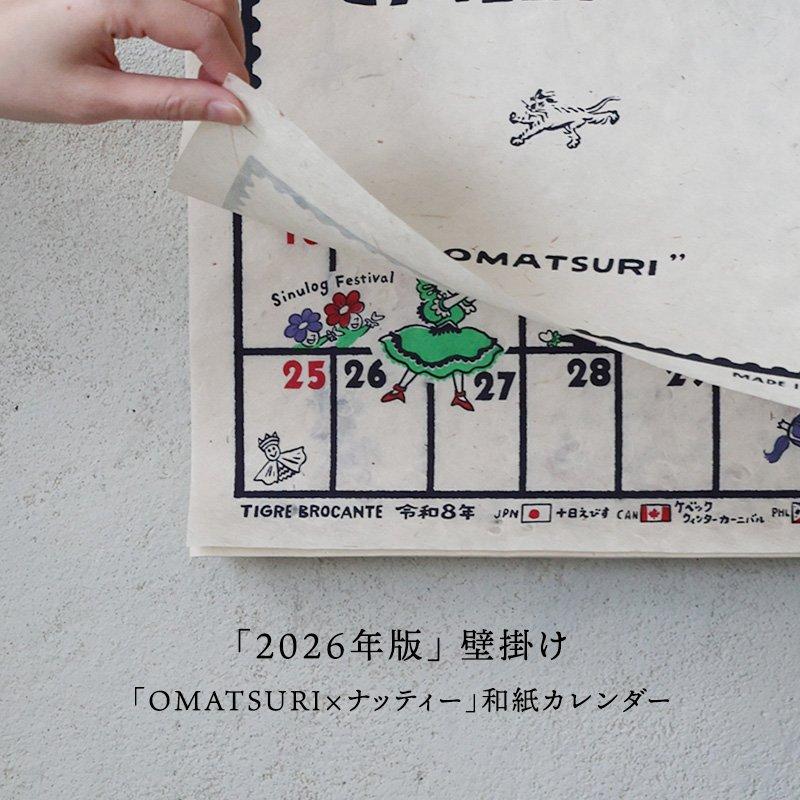 OMATSURI"
MADE I
Sinulog Festival
25 26 27 28
TIGRE BROCANTE 令和8年 JPN 十日えびす CAN ケベック
ウィンターカーニバル PHL
「2026年版」壁掛け
「OMATSURI×ナッティー」和紙カレンダー